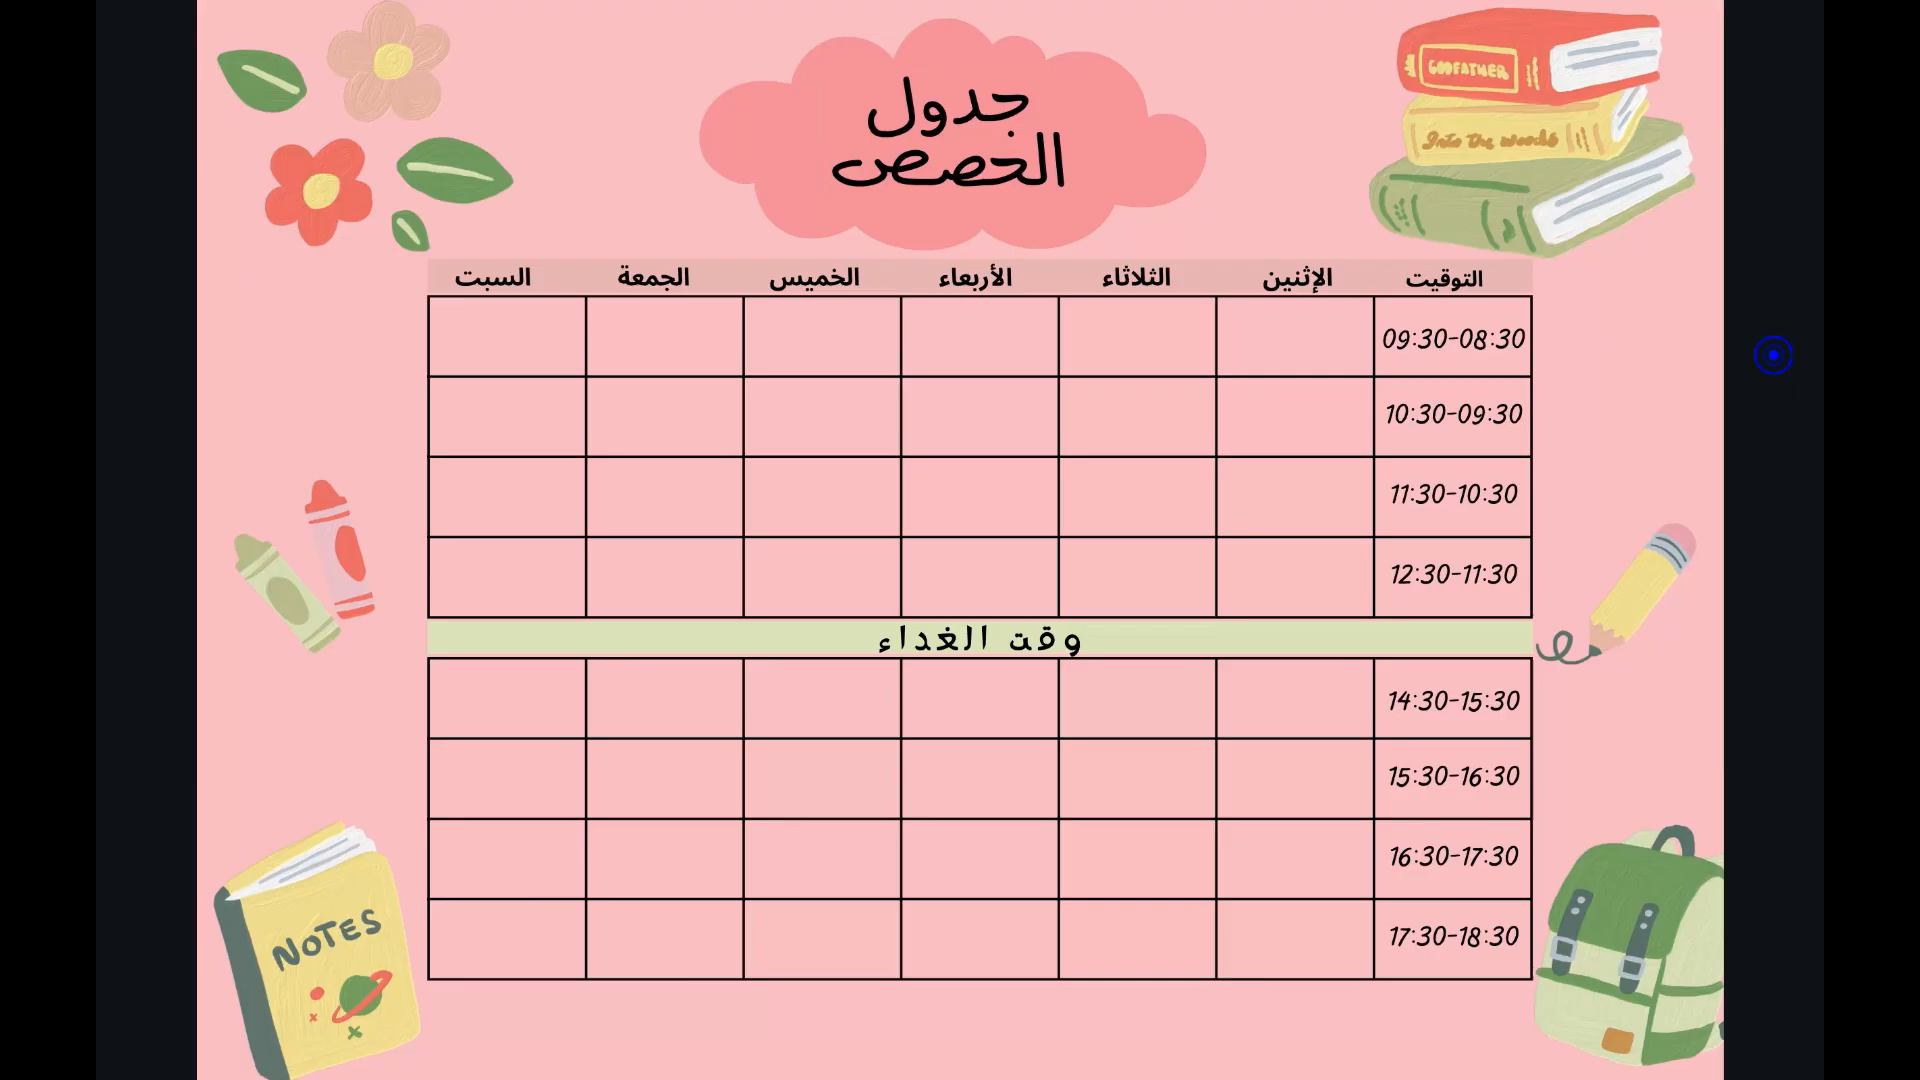 جدول
الحصص
GODFATHER
Into The Woods
التوقيت الإثنين الثلاثاء الأربعاء الخميس الجمعة السبت
09:30-08:30
10:30-09:30
11:30-10:30
12:30-11:30
وقت الغداء
14:30-15:30
15:30-16:30
16:30-17:30
17:30-18:30
NOTES